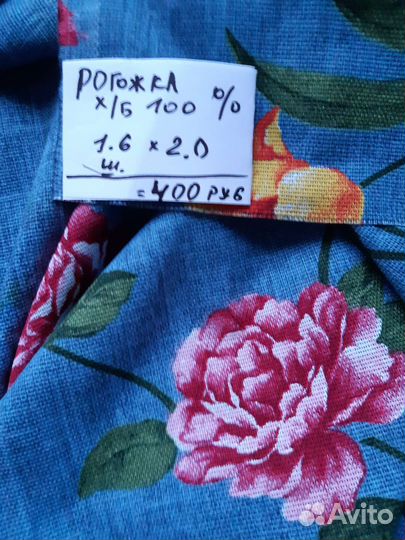 РОГОЖКА
х/б 100 %
1.6 х 2.0
ш.
= 400 руб
Avito